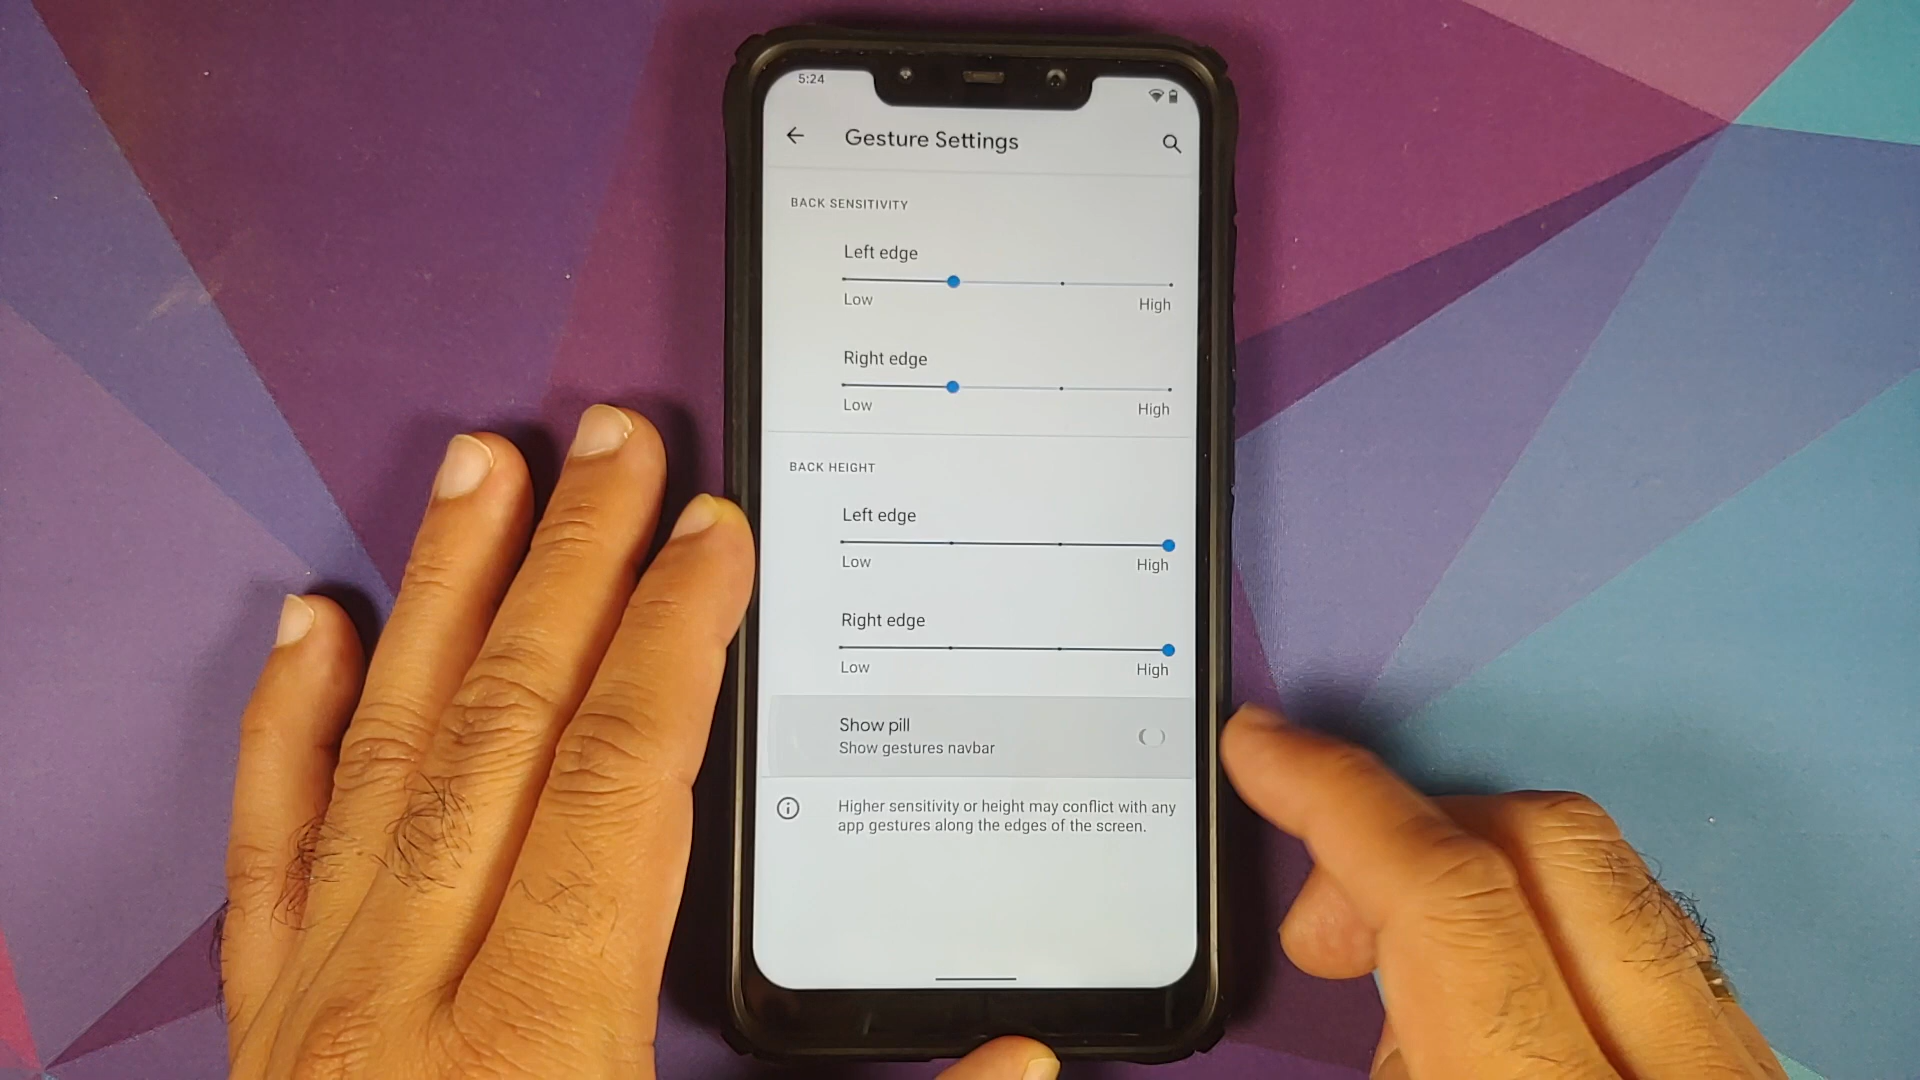 5:24
Gesture Settings
BACK SENSITIVITY
Left edge
Low High
Right edge
Low High
BACK HEIGHT
Left edge
Low High
Right edge
Low High
Show pill
Show gestures navbar
Higher sensitivity or height may conflict with any
app gestures along the edges of the screen.